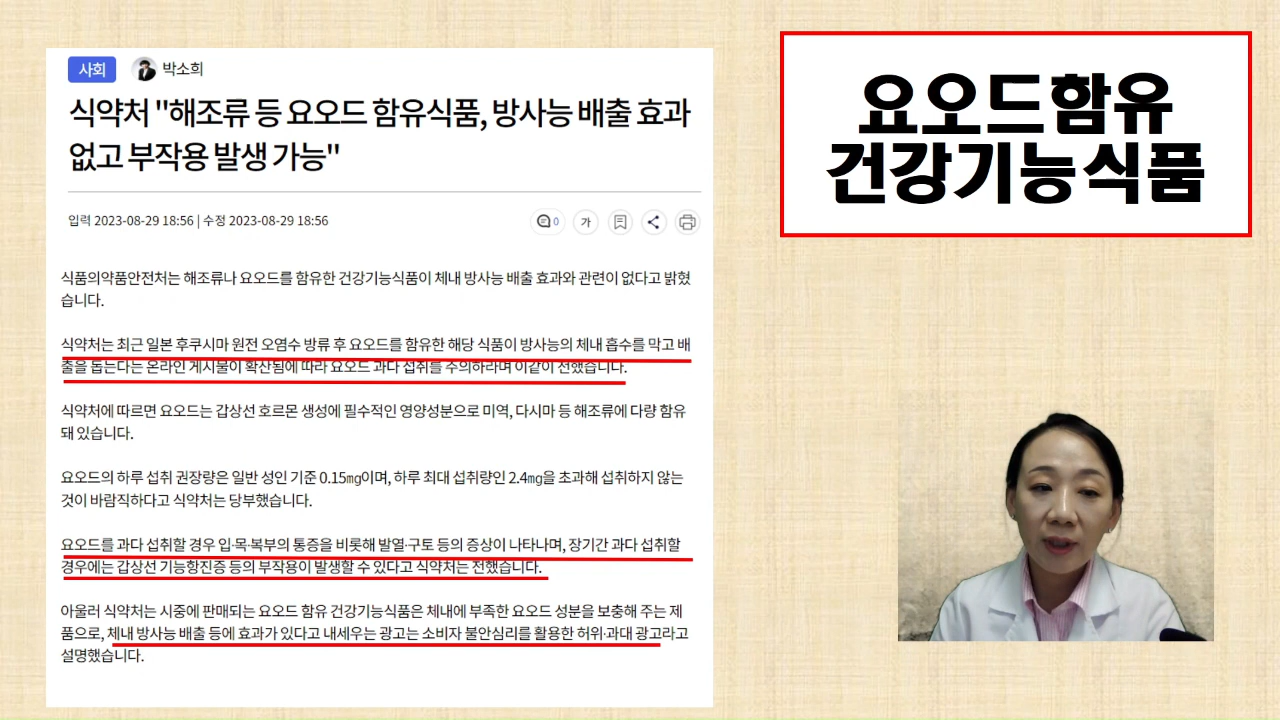 사회 박소희
식약처 "해조류 등 요오드 함유식품, 방사능 배출 효과
없고 부작용 발생 가능"
입력 2023-08-29 18:56 | 수정 2023-08-29 18:56
0 가
식품의약품안전처는 해조류나 요오드를 함유한 건강기능식품이 체내 방사능 배출 효과와 관련이 없다고 밝혔
습니다.
식약처는 최근 일본 후쿠시마 원전 오염수 방류 후 요오드를 함유한 해당 식품이 방사능의 체내 흡수를 막고 배
출을 돕는다는 온라인 게시물이 확산됨에 따라 요오드 과다 섭취를 주의하라며 이같이 전했습니다.
식약처에 따르면 요오드는 갑상선 호르몬 생성에 필수적인 영양성분으로 미역, 다시마 등 해조류에 다량 함유
돼 있습니다.
요오드의 하루 섭취 권장량은 일반 성인 기준 0.15㎎이며, 하루 최대 섭취량인 2.4㎎을 초과해 섭취하지 않는
것이 바람직하다고 식약처는 당부했습니다.
요오드를 과다 섭취할 경우 입·목·복부의 통증을 비롯해 발열·구토 등의 증상이 나타나며, 장기간 과다 섭취할
경우에는 갑상선 기능항진증 등의 부작용이 발생할 수 있다고 식약처는 전했습니다.
아울러 식약처는 시중에 판매되는 요오드 함유 건강기능식품은 체내에 부족한 요오드 성분을 보충해 주는 제
품으로, 체내 방사능 배출 등에 효과가 있다고 내세우는 광고는 소비자 불안심리를 활용한 허위·과대 광고라고
설명했습니다.
요오드함유
건강기능식품